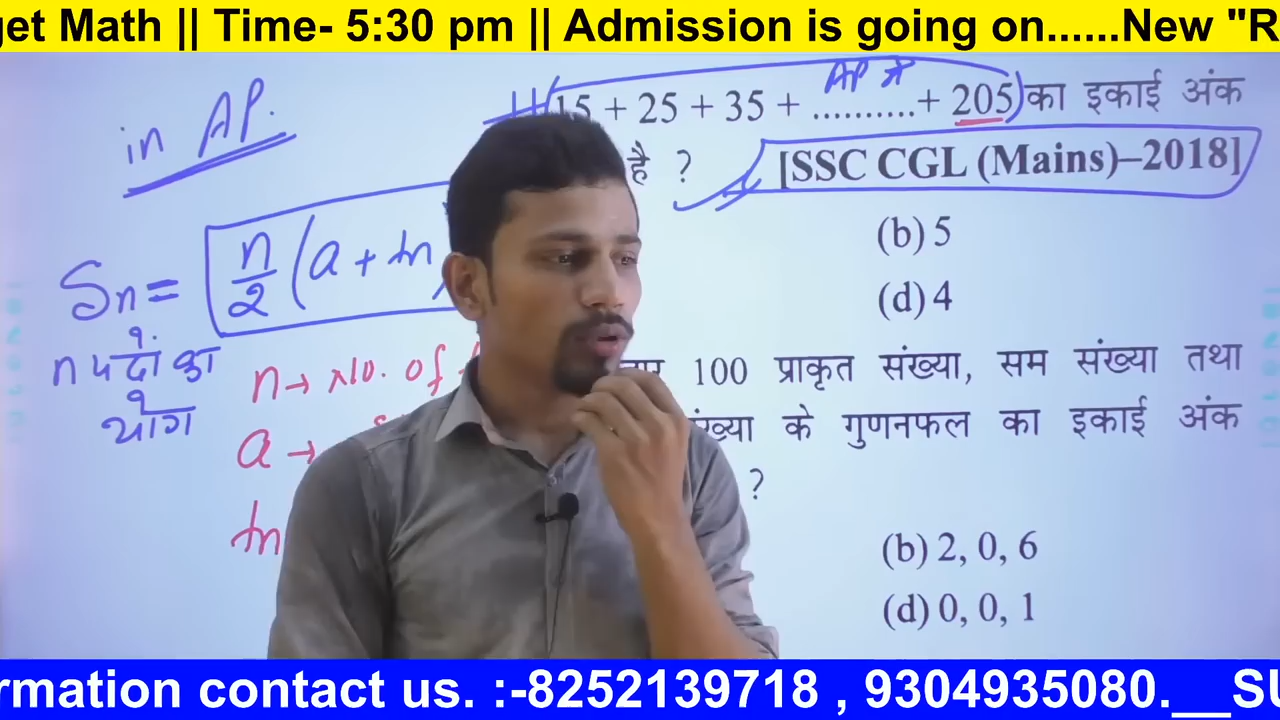 get Math || Time- 5:30 pm || Admission is going on......New "R
in AP.
AP
15 + 25 + 35 + ..........+ 205)का इकाई अंक
है ?
[SSC CGL (Mains)–2018]
(b) 5
Sn = n/2 (a + tn
(d) 4
n पदों का
योग
n → No. of
100 प्राकृत संख्या, सम संख्या तथा
a →
के गुणनफल का इकाई अंक
?
tn
(b) 2, 0, 6
(d) 0, 0, 1
rmation contact us. :-8252139718 , 9304935080.__SU